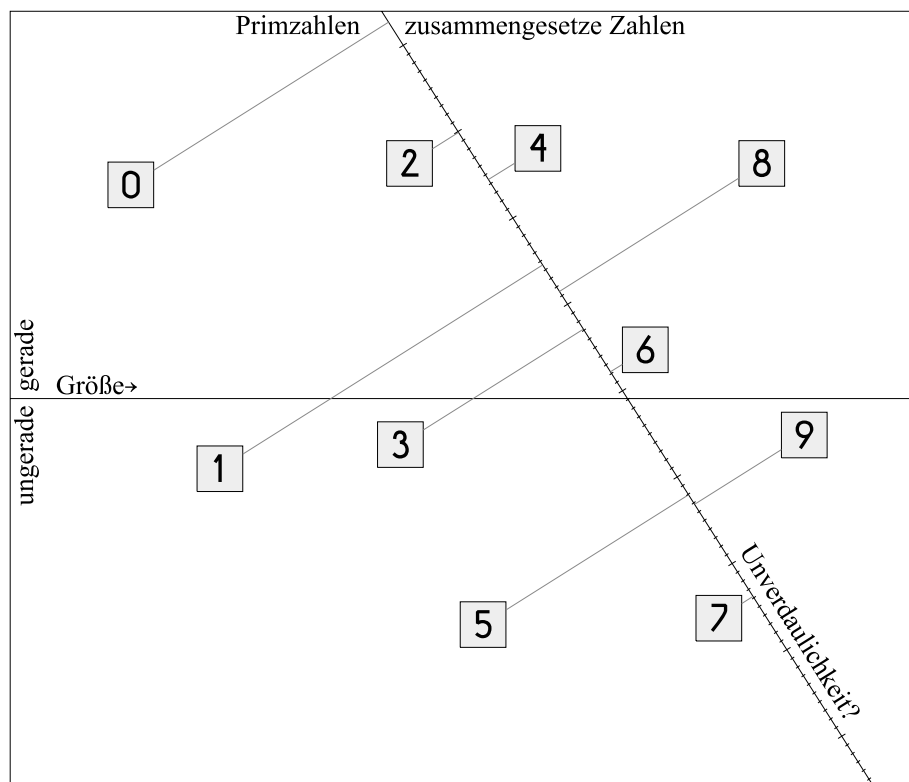 Primzahlen zusammengesetze Zahlen
4
2
8
0
6
gerade
Größe→
ungerade
9
3
1
7
5
Unverdaulichkeit?